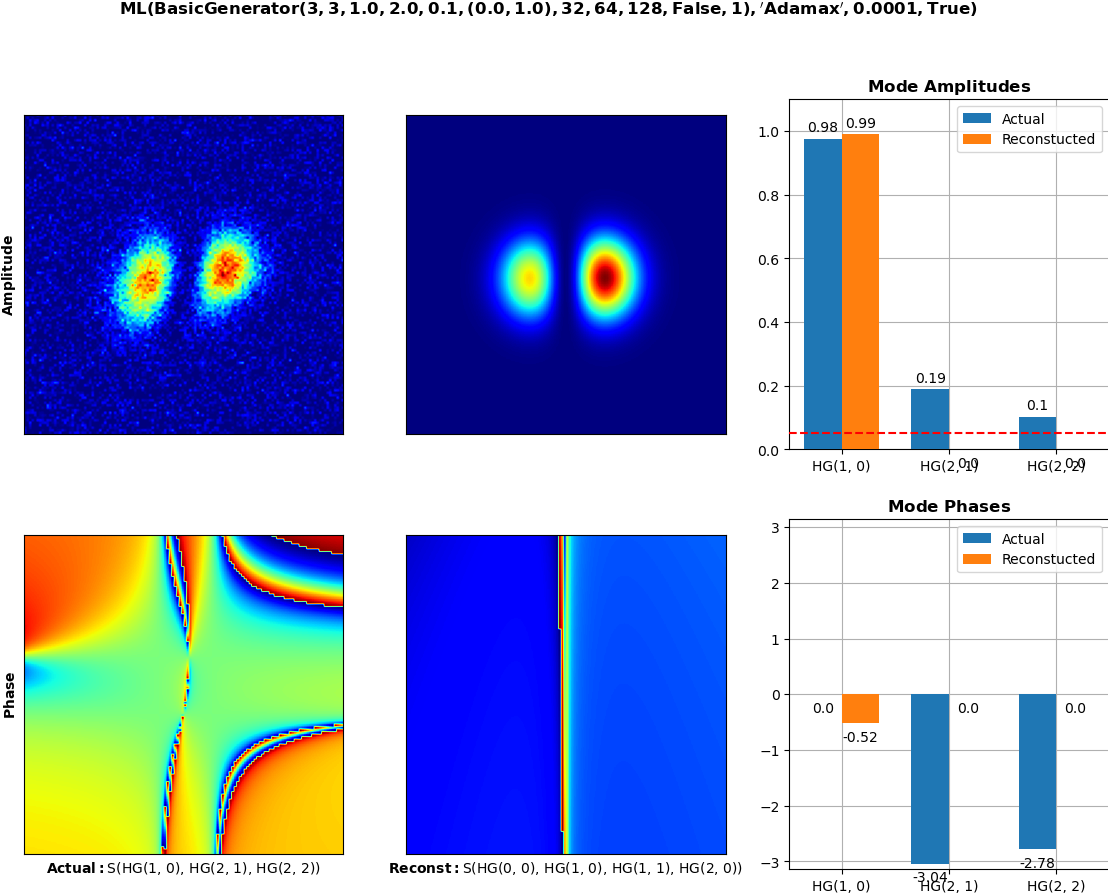 ML(BasicGenerator(3, 3, 1.0, 2.0, 0.1, (0.0, 1.0), 32, 64, 128, False, 1), ′Adamax′, 0.0001, True)
Mode Amplitudes
Amplitude
1.0
0.8
0.6
0.4
0.2
0.0
0.98
0.99
0.19
0.0
0.1
0.0
Actual
Reconstucted
HG(1, 0)
HG(2, 1)
HG(2, 2)
Mode Phases
Phase
3
2
1
0
−1
−2
−3
0.0
-0.52
-3.04
0.0
-2.78
0.0
Actual
Reconstucted
HG(1, 0)
HG(2, 1)
HG(2, 2)
Actual: S(HG(1, 0), HG(2, 1), HG(2, 2))
Reconst: S(HG(0, 0), HG(1, 0), HG(1, 1), HG(2, 0))